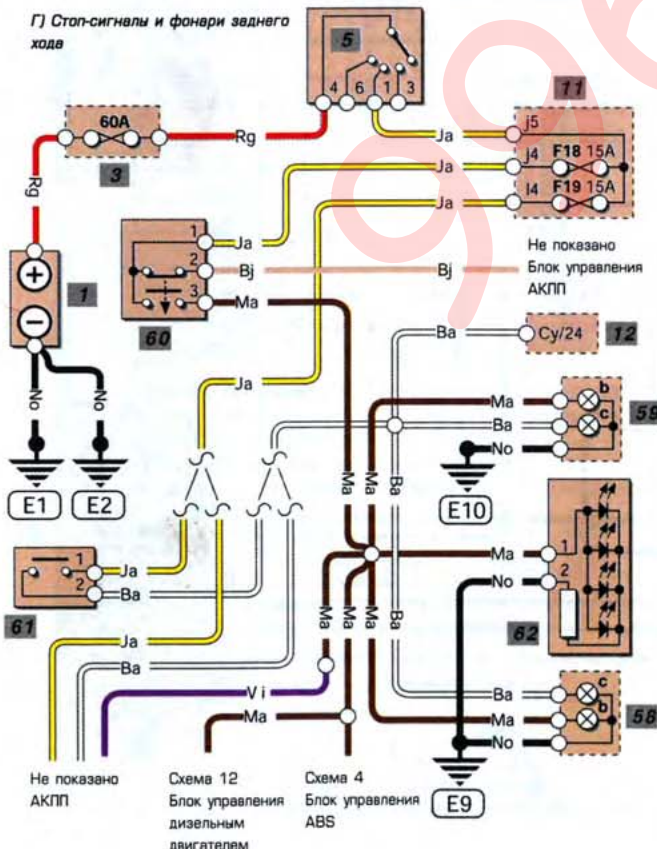 Г) Стоп-сигналы и фонари заднего
хода
5
4 6 1 3
11
60A
3
Rg
Rg
Ja
Ja
Ja
j5
j4 F18 15A
l4 F19 15A
1
60
1
2
3
Ja
Bj
Ma
Bj
Не показано
Блок управления
АКПП
No
No
E1
E2
Ja
Ba
Cy/24
12
Ma
Ba
No
b
c
59
E10
Ma
Ma
Ba
Ma
No
1
2
62
61
1
2
Ja
Ba
Ma
Ma
Ma
Ba
Ja
Ba
Vi
Ma
Ba
Ma
No
c
b
58
E9
Не показано
АКПП
Схема 12
Блок управления
дизельным
двигателем
Схема 4
Блок управления
ABS